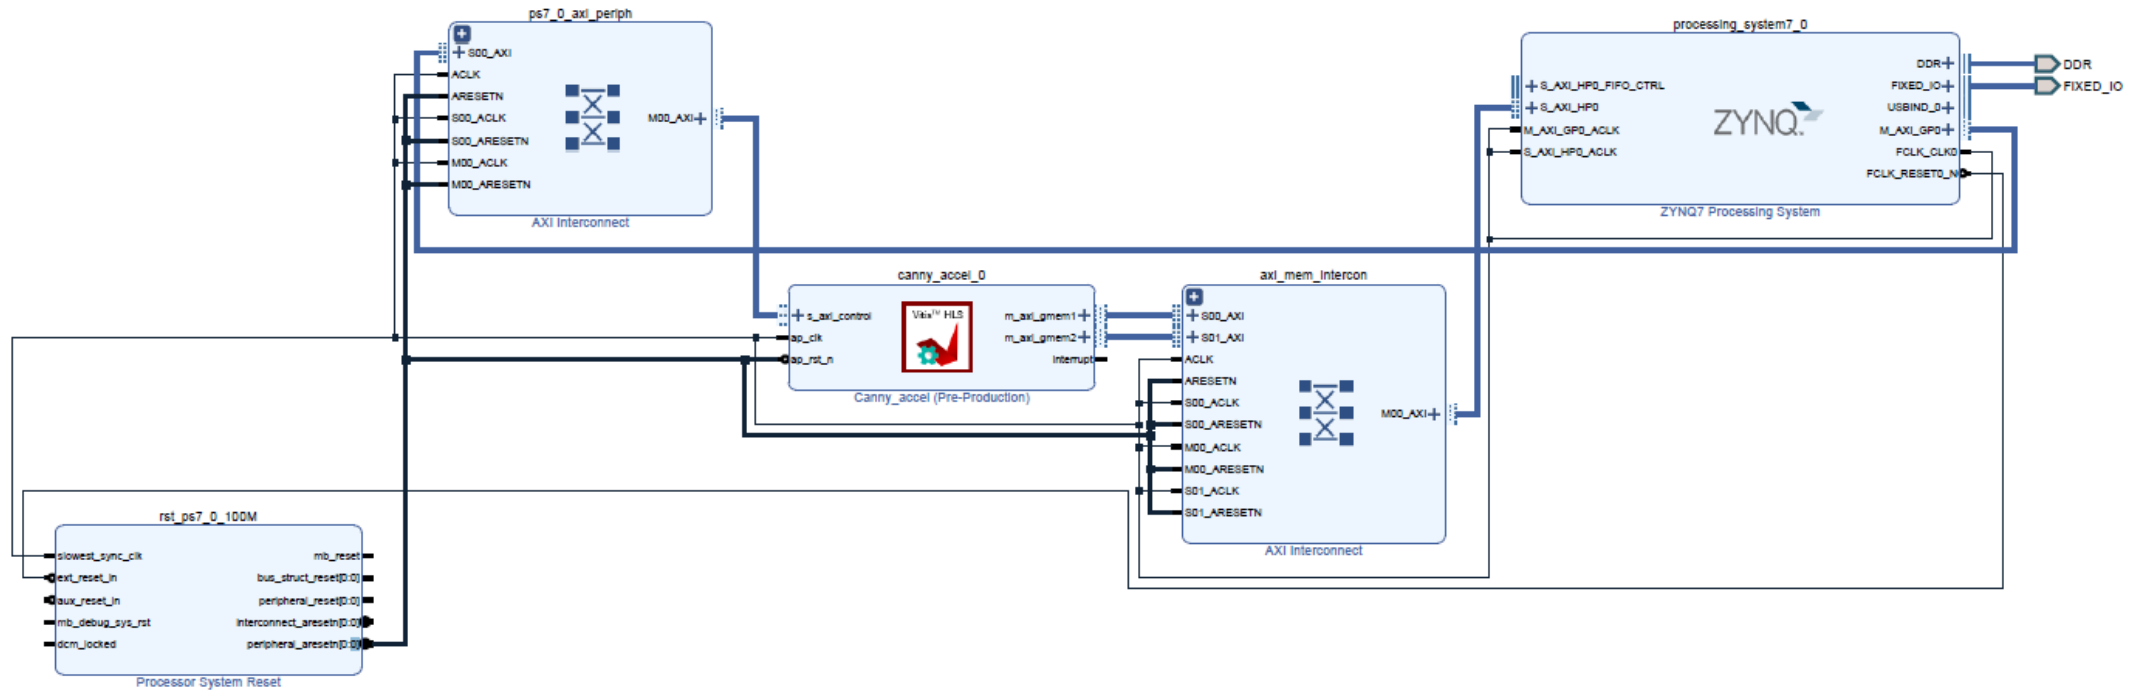 ps7_0_axi_periph
S00_AXI
ACLK
ARESETN
S00_ACLK
S00_ARESETN
M00_ACLK
M00_ARESETN
M00_AXI
AXI Interconnect
processing_system7_0
S_AXI_HP0_FIFO_CTRL
S_AXI_HP0
M_AXI_GP0_ACLK
S_AXI_HP0_ACLK
ZYNQ
DDR
FIXED_IO
USBIND_0
M_AXI_GP0
FCLK_CLK0
FCLK_RESET0_N
ZYNQ7 Processing System
DDR
FIXED_IO
canny_accel_0
s_axi_control
ap_clk
ap_rst_n
Vitis™ HLS
m_axi_gmem1
m_axi_gmem2
interrupt
Canny_accel (Pre-Production)
axi_mem_intercon
S00_AXI
S01_AXI
ACLK
ARESETN
S00_ACLK
S00_ARESETN
M00_ACLK
M00_ARESETN
S01_ACLK
S01_ARESETN
M00_AXI
AXI Interconnect
rst_ps7_0_100M
slowest_sync_clk
ext_reset_in
aux_reset_in
mb_debug_sys_rst
dcm_locked
mb_reset
bus_struct_reset[0:0]
peripheral_reset[0:0]
interconnect_aresetn[0:0]
peripheral_aresetn[0:0]
Processor System Reset